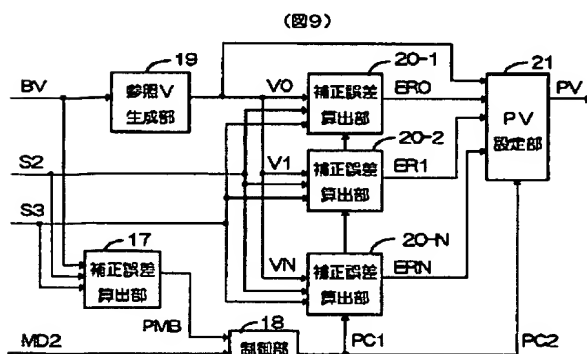 (図9)
19
20-1
21
BV
参照V
生成部
V0
補正誤差
算出部
ER0
PV
PV
設定部
20-2
S2
V1
補正誤差
算出部
ER1
S3
17
20-N
補正誤差
算出部
VN
補正誤差
算出部
ERN
PMB
18
MD2
制御部
PC1
PC2